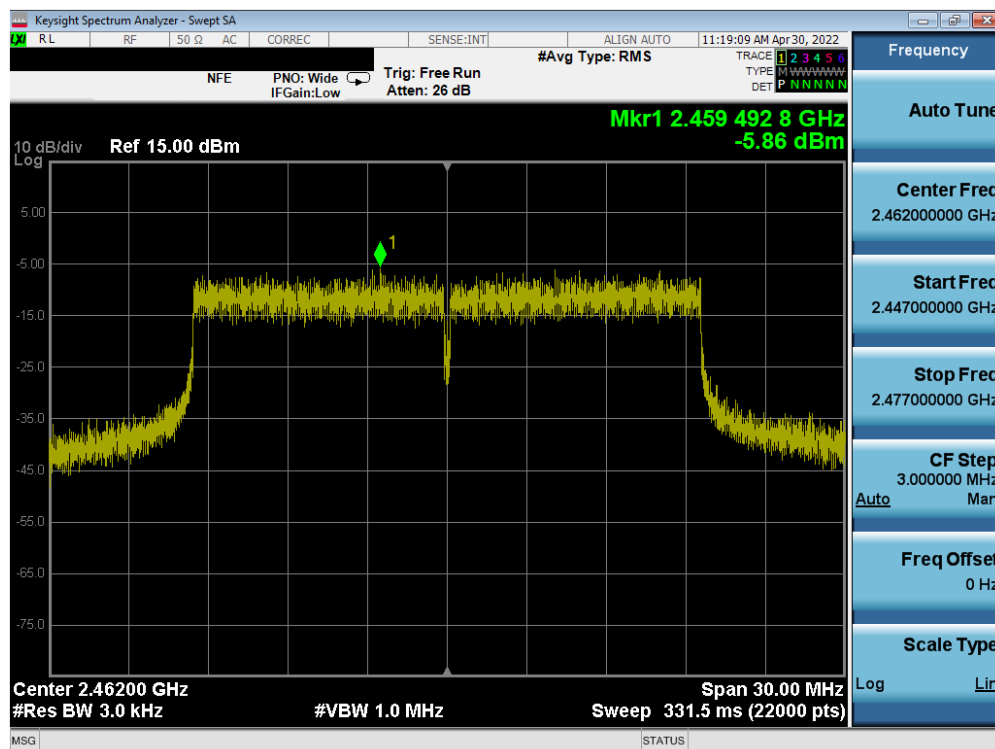 Keysight Spectrum Analyzer - Swept SA
LXI RL RF 50 Ω AC CORREC SENSE:INT ALIGN AUTO 11:19:09 AM Apr 30, 2022
NFE PNO: Wide Trig: Free Run #Avg Type: RMS TRACE 1 2 3 4 5 6
IFGain:Low Atten: 26 dB TYPE M WWWWW
DET P N N N N N
Mkr1 2.459 492 8 GHz
-5.86 dBm
10 dB/div Ref 15.00 dBm
Log
1
5.00
-5.00
-15.0
-25.0
-35.0
-45.0
-55.0
-65.0
-75.0
Center 2.46200 GHz Span 30.00 MHz
#Res BW 3.0 kHz #VBW 1.0 MHz Sweep 331.5 ms (22000 pts)
MSG STATUS
Frequency
Auto Tune
Center Freq
2.462000000 GHz
Start Freq
2.447000000 GHz
Stop Freq
2.477000000 GHz
CF Step
3.000000 MHz
Auto Man
Freq Offset
0 Hz
Scale Type
Log Lin